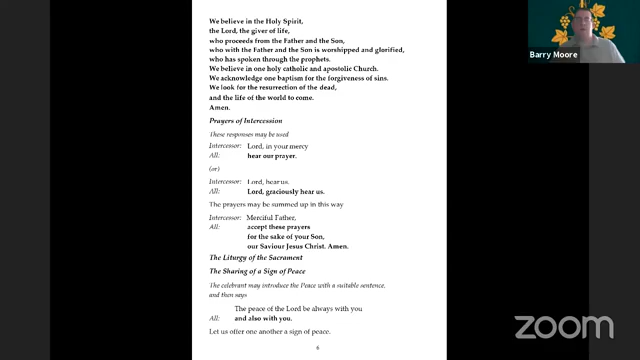 We believe in the Holy Spirit,
the Lord, the giver of life,
who proceeds from the Father and the Son,
who with the Father and the Son is worshipped and glorified,
who has spoken through the prophets.
We believe in one holy catholic and apostolic Church.
We acknowledge one baptism for the forgiveness of sins.
We look for the resurrection of the dead,
and the life of the world to come.
Amen.
Prayers of Intercession
These responses may be used
Intercessor: Lord, in your mercy
All: hear our prayer.
(or)
Intercessor: Lord, hear us.
All: Lord, graciously hear us.
The prayers may be summed up in this way
Intercessor: Merciful Father,
All: accept these prayers
for the sake of your Son,
our Saviour Jesus Christ. Amen.
The Liturgy of the Sacrament
The Sharing of a Sign of Peace
The celebrant may introduce the Peace with a suitable sentence,
and then says
The peace of the Lord be always with you
All: and also with you.
Let us offer one another a sign of peace.
6
Barry Moore
zoom